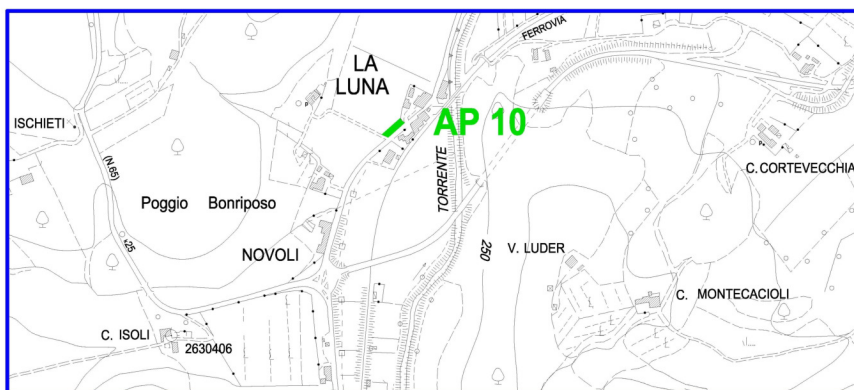 FERROVIA
LA
LUNA
ISCHIETI
AP 10
C. CORTEVECCHIA
(N.65)
TORRENTE
Poggio Bonriposo
NOVOLI
250
V. LUDER
C. MONTECACIOLI
C. ISOLI
2630406